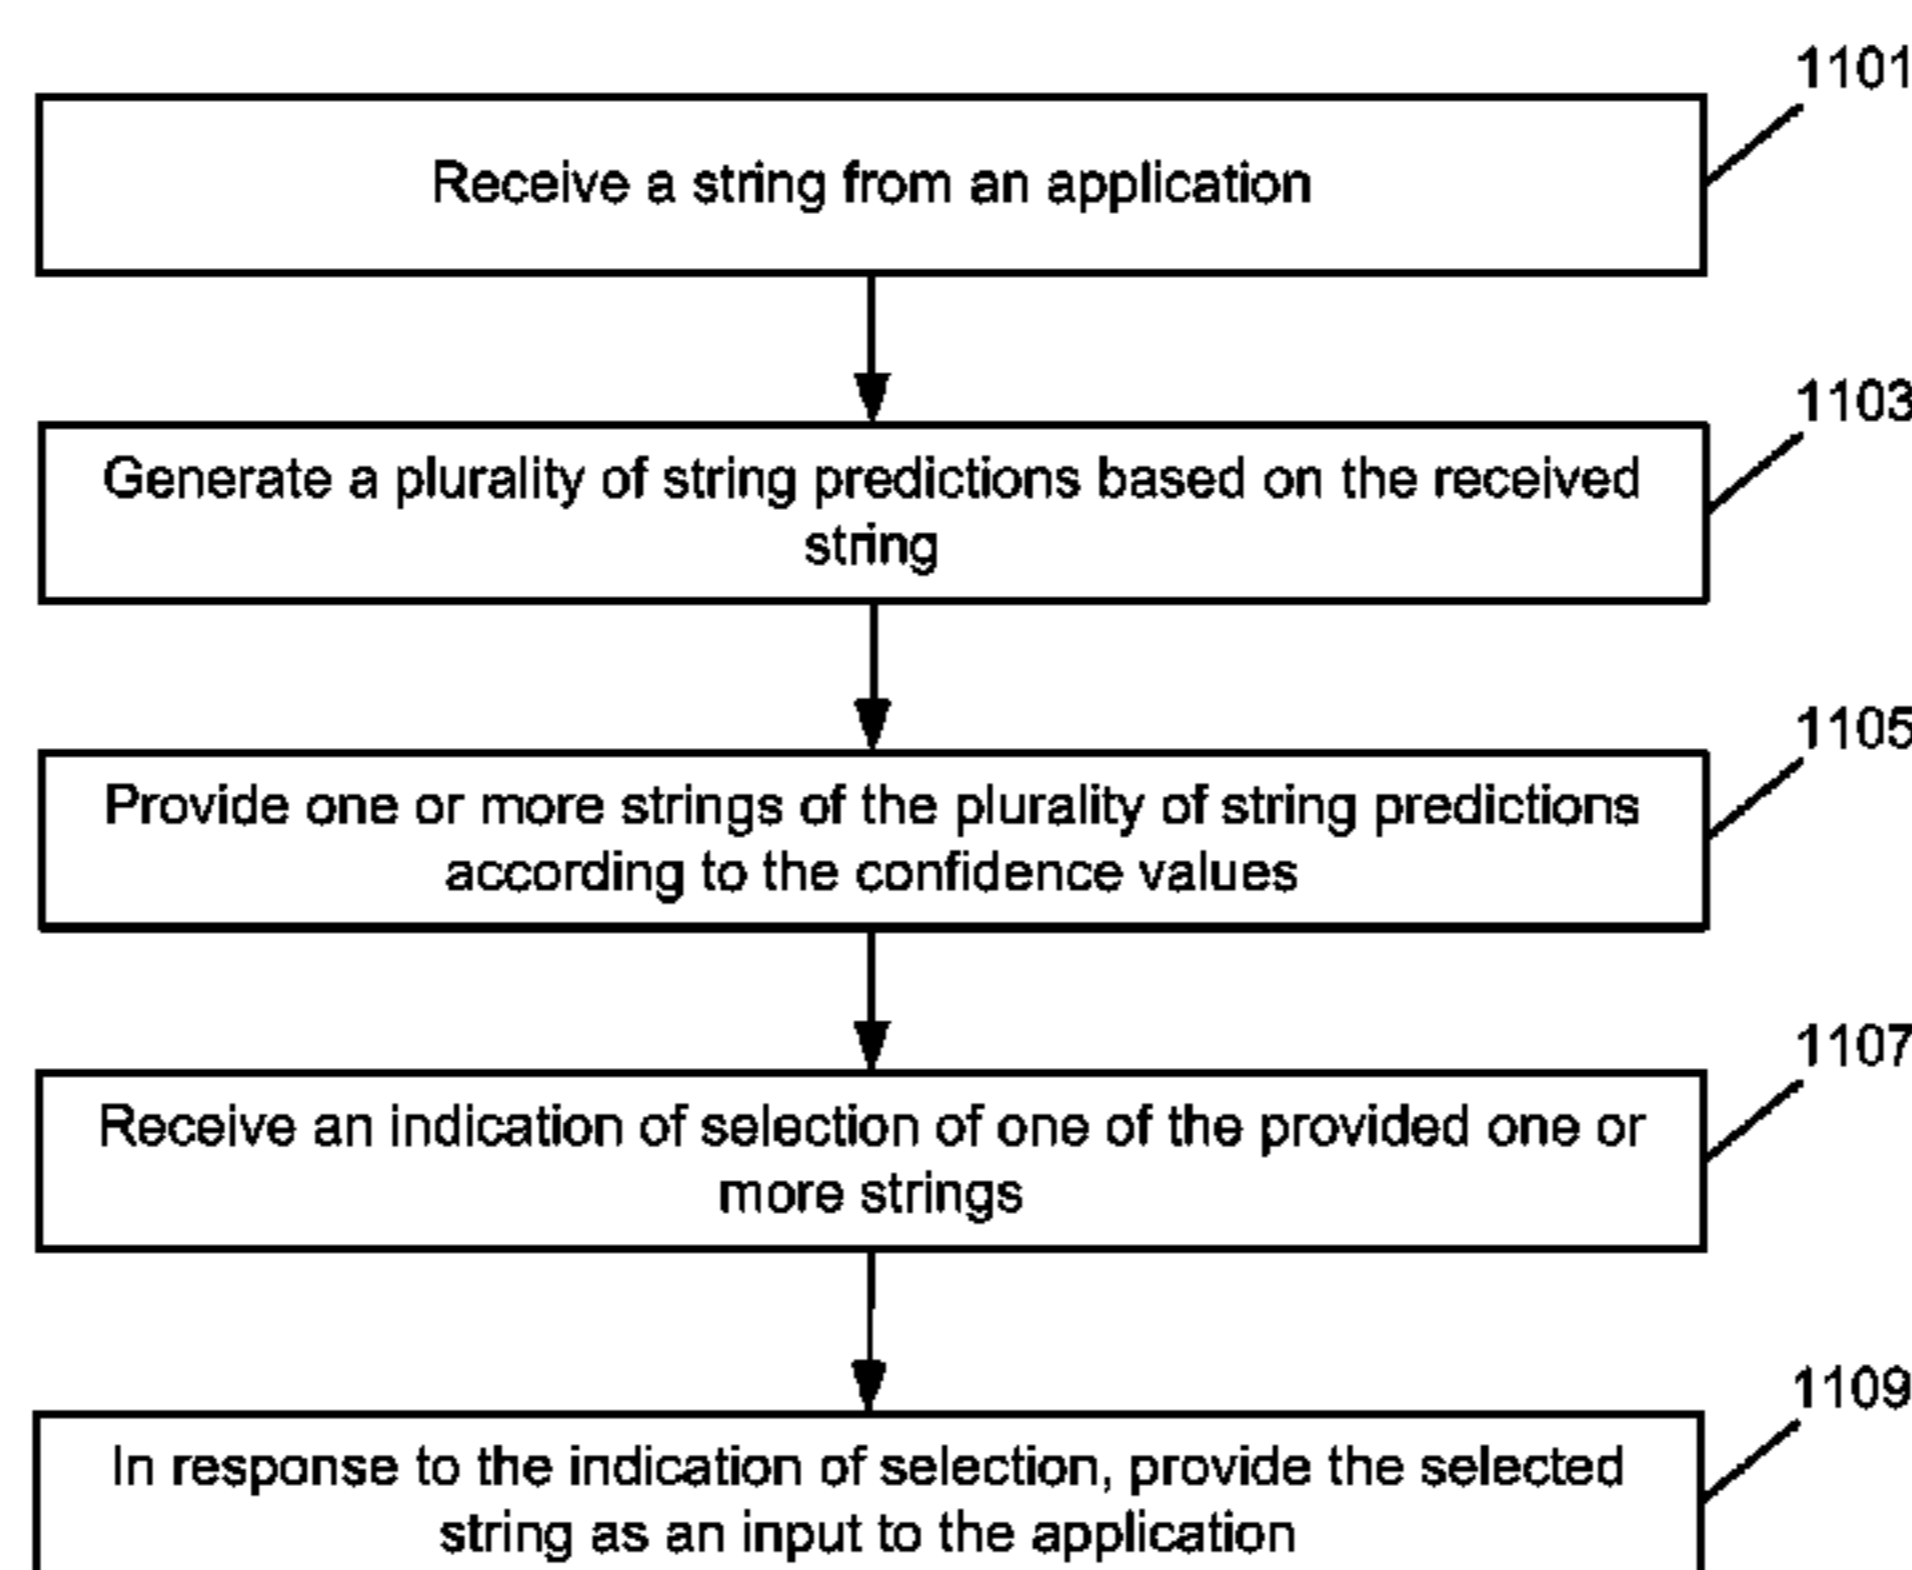 1101
Receive a string from an application
1103
Generate a plurality of string predictions based on the received
string
1105
Provide one or more strings of the plurality of string predictions
according to the confidence values
1107
Receive an indication of selection of one of the provided one or
more strings
1109
In response to the indication of selection, provide the selected
string as an input to the application